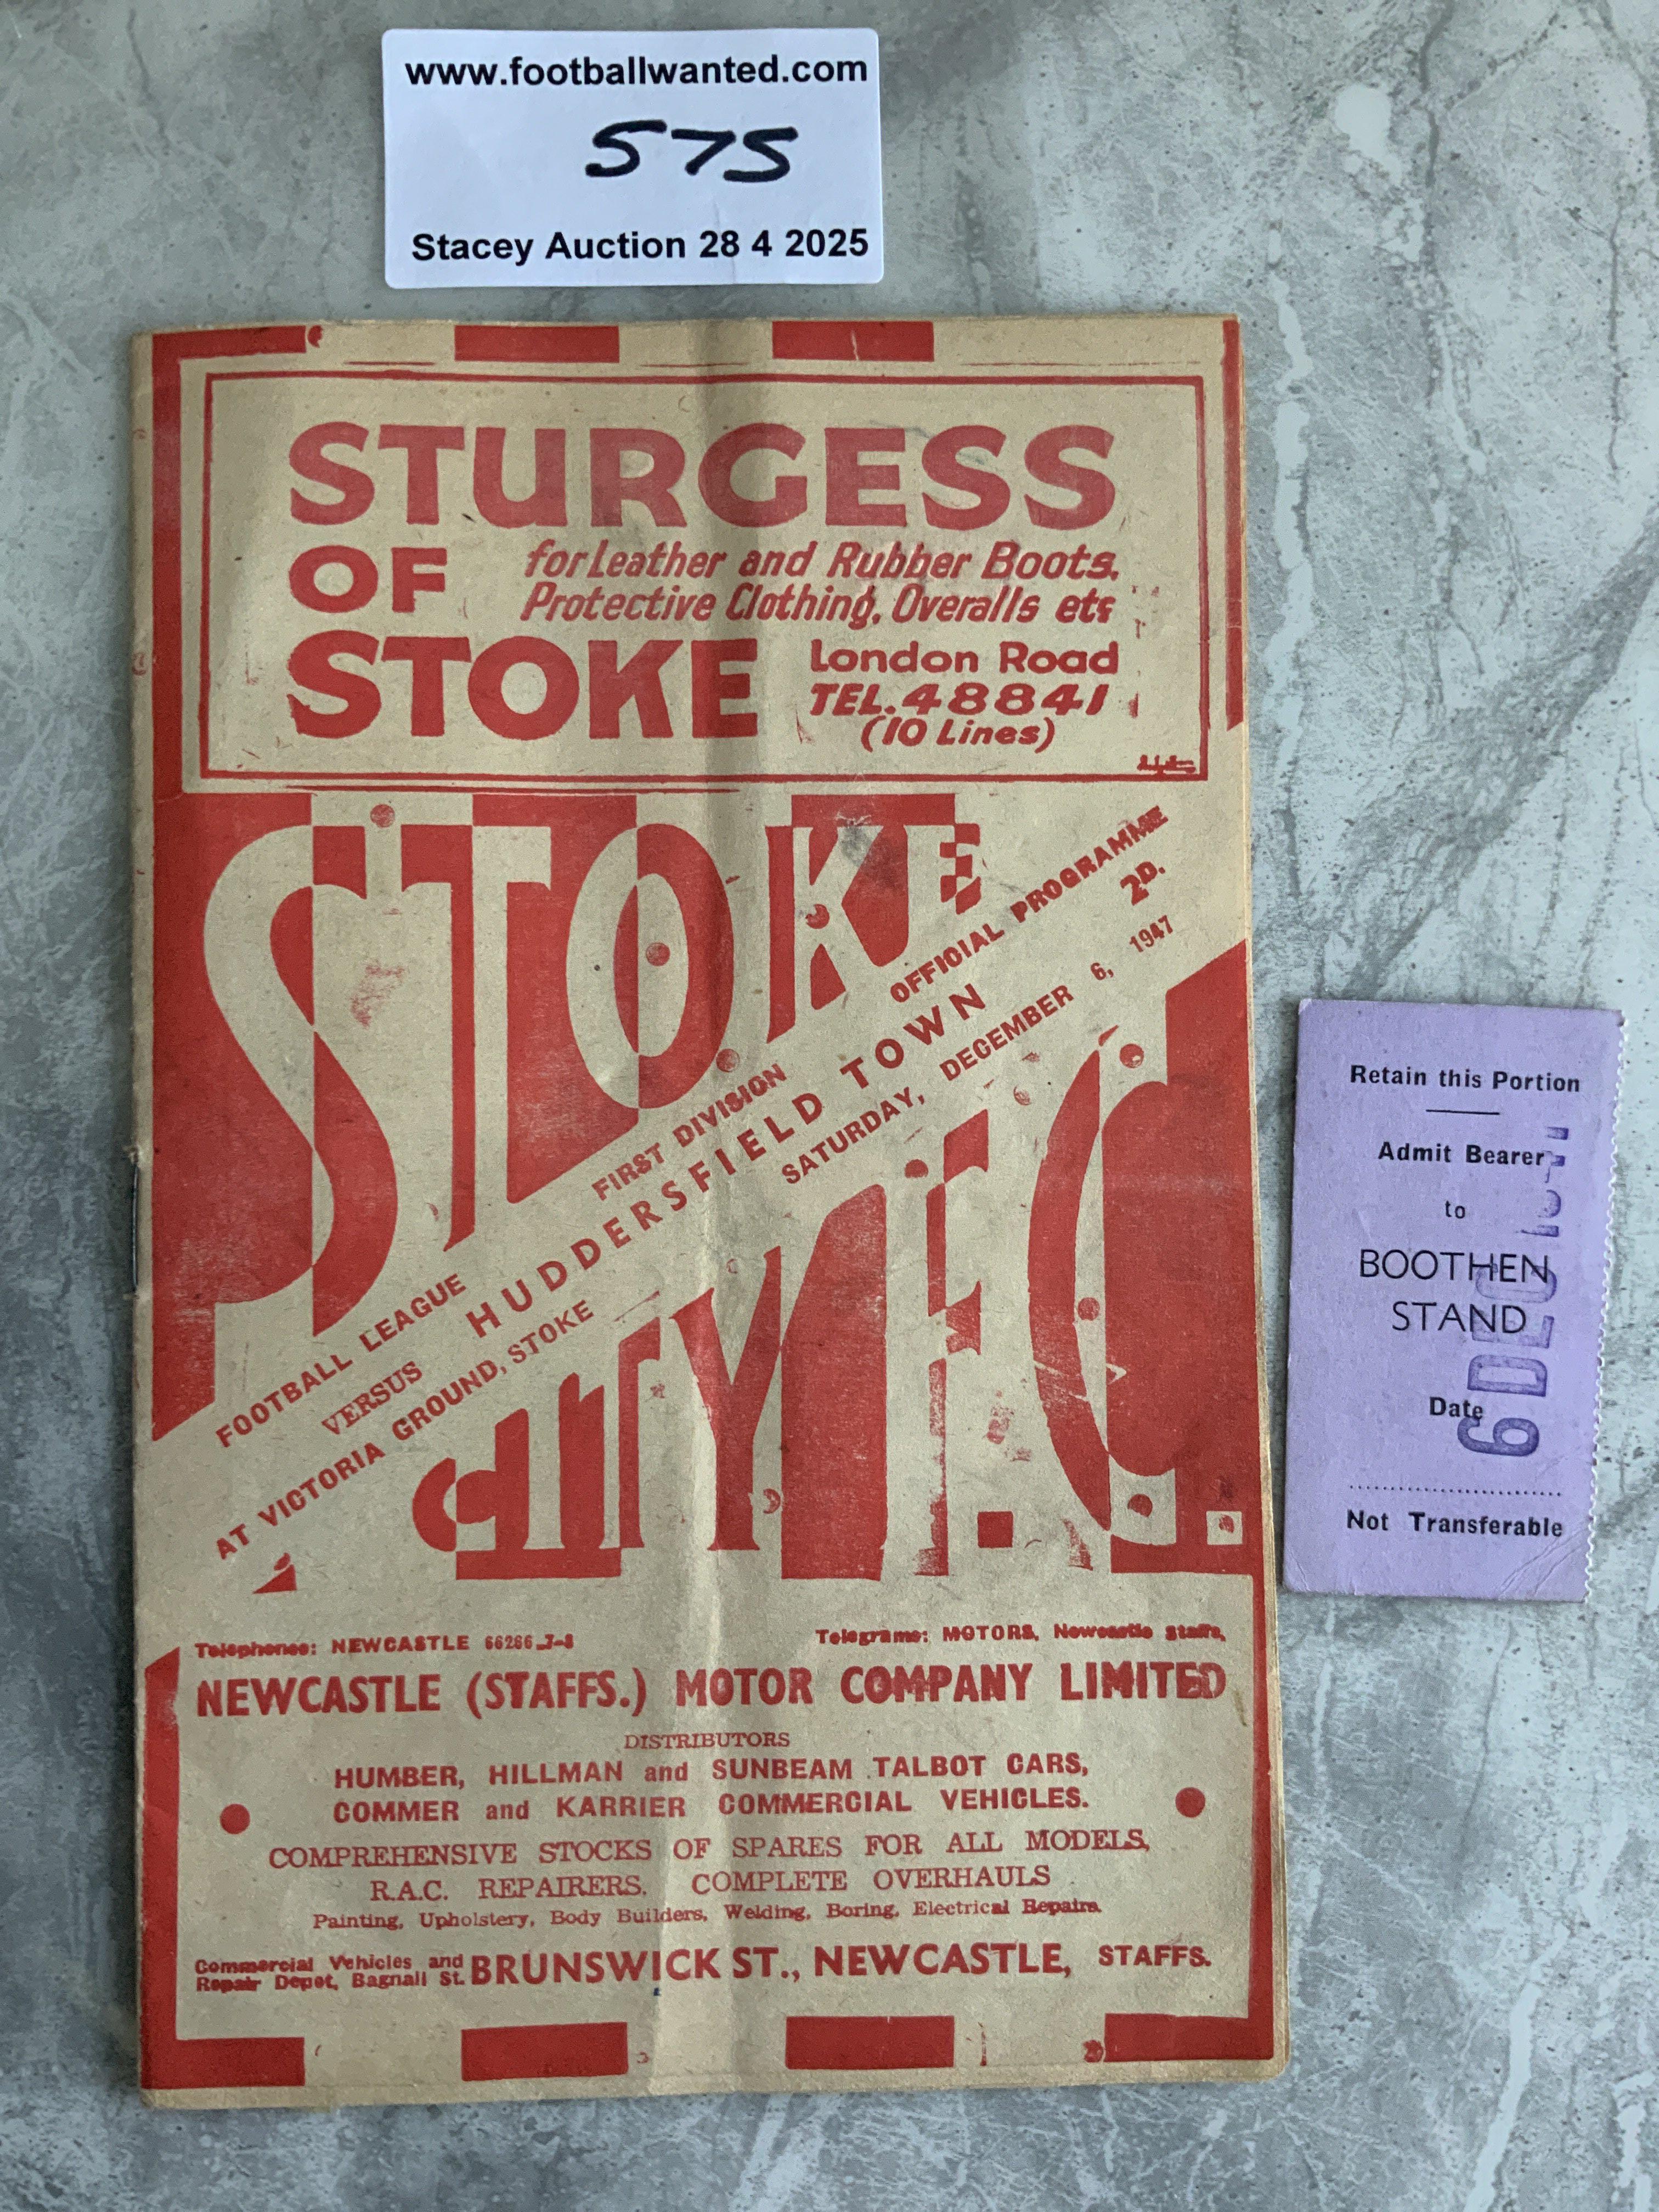 www.footballwanted.com
575
Stacey Auction 28 4 2025
STURGESS
OF
for Leather and Rubber Boots,
Protective Clothing, Overalls etc
STOKE
London Road
TEL. 48841
(10 Lines)
STOKE
OFFICIAL PROGRAMME
2D.
FOOTBALL LEAGUE FIRST DIVISION
VERSUS HUDDERSFIELD TOWN
AT VICTORIA GROUND, STOKE SATURDAY, DECEMBER 6, 1947
CITY F.C.
Telephones: NEWCASTLE 66266_7-8 Telegrams: MOTORS, Newcastle Staffs,
NEWCASTLE (STAFFS.) MOTOR COMPANY LIMITED
DISTRIBUTORS
HUMBER, HILLMAN and SUNBEAM TALBOT CARS,
COMMER and KARRIER COMMERCIAL VEHICLES.
COMPREHENSIVE STOCKS OF SPARES FOR ALL MODELS,
R.A.C. REPAIRERS. COMPLETE OVERHAULS
Painting, Upholstery, Body Builders, Welding, Boring, Electrical Repairs.
Commercial Vehicles and
Repair Depot, Bagnall St. BRUNSWICK ST., NEWCASTLE, STAFFS.
Retain this Portion
Admit Bearer
to
BOOTHEN
STAND
Date
6 DEC
Not Transferable